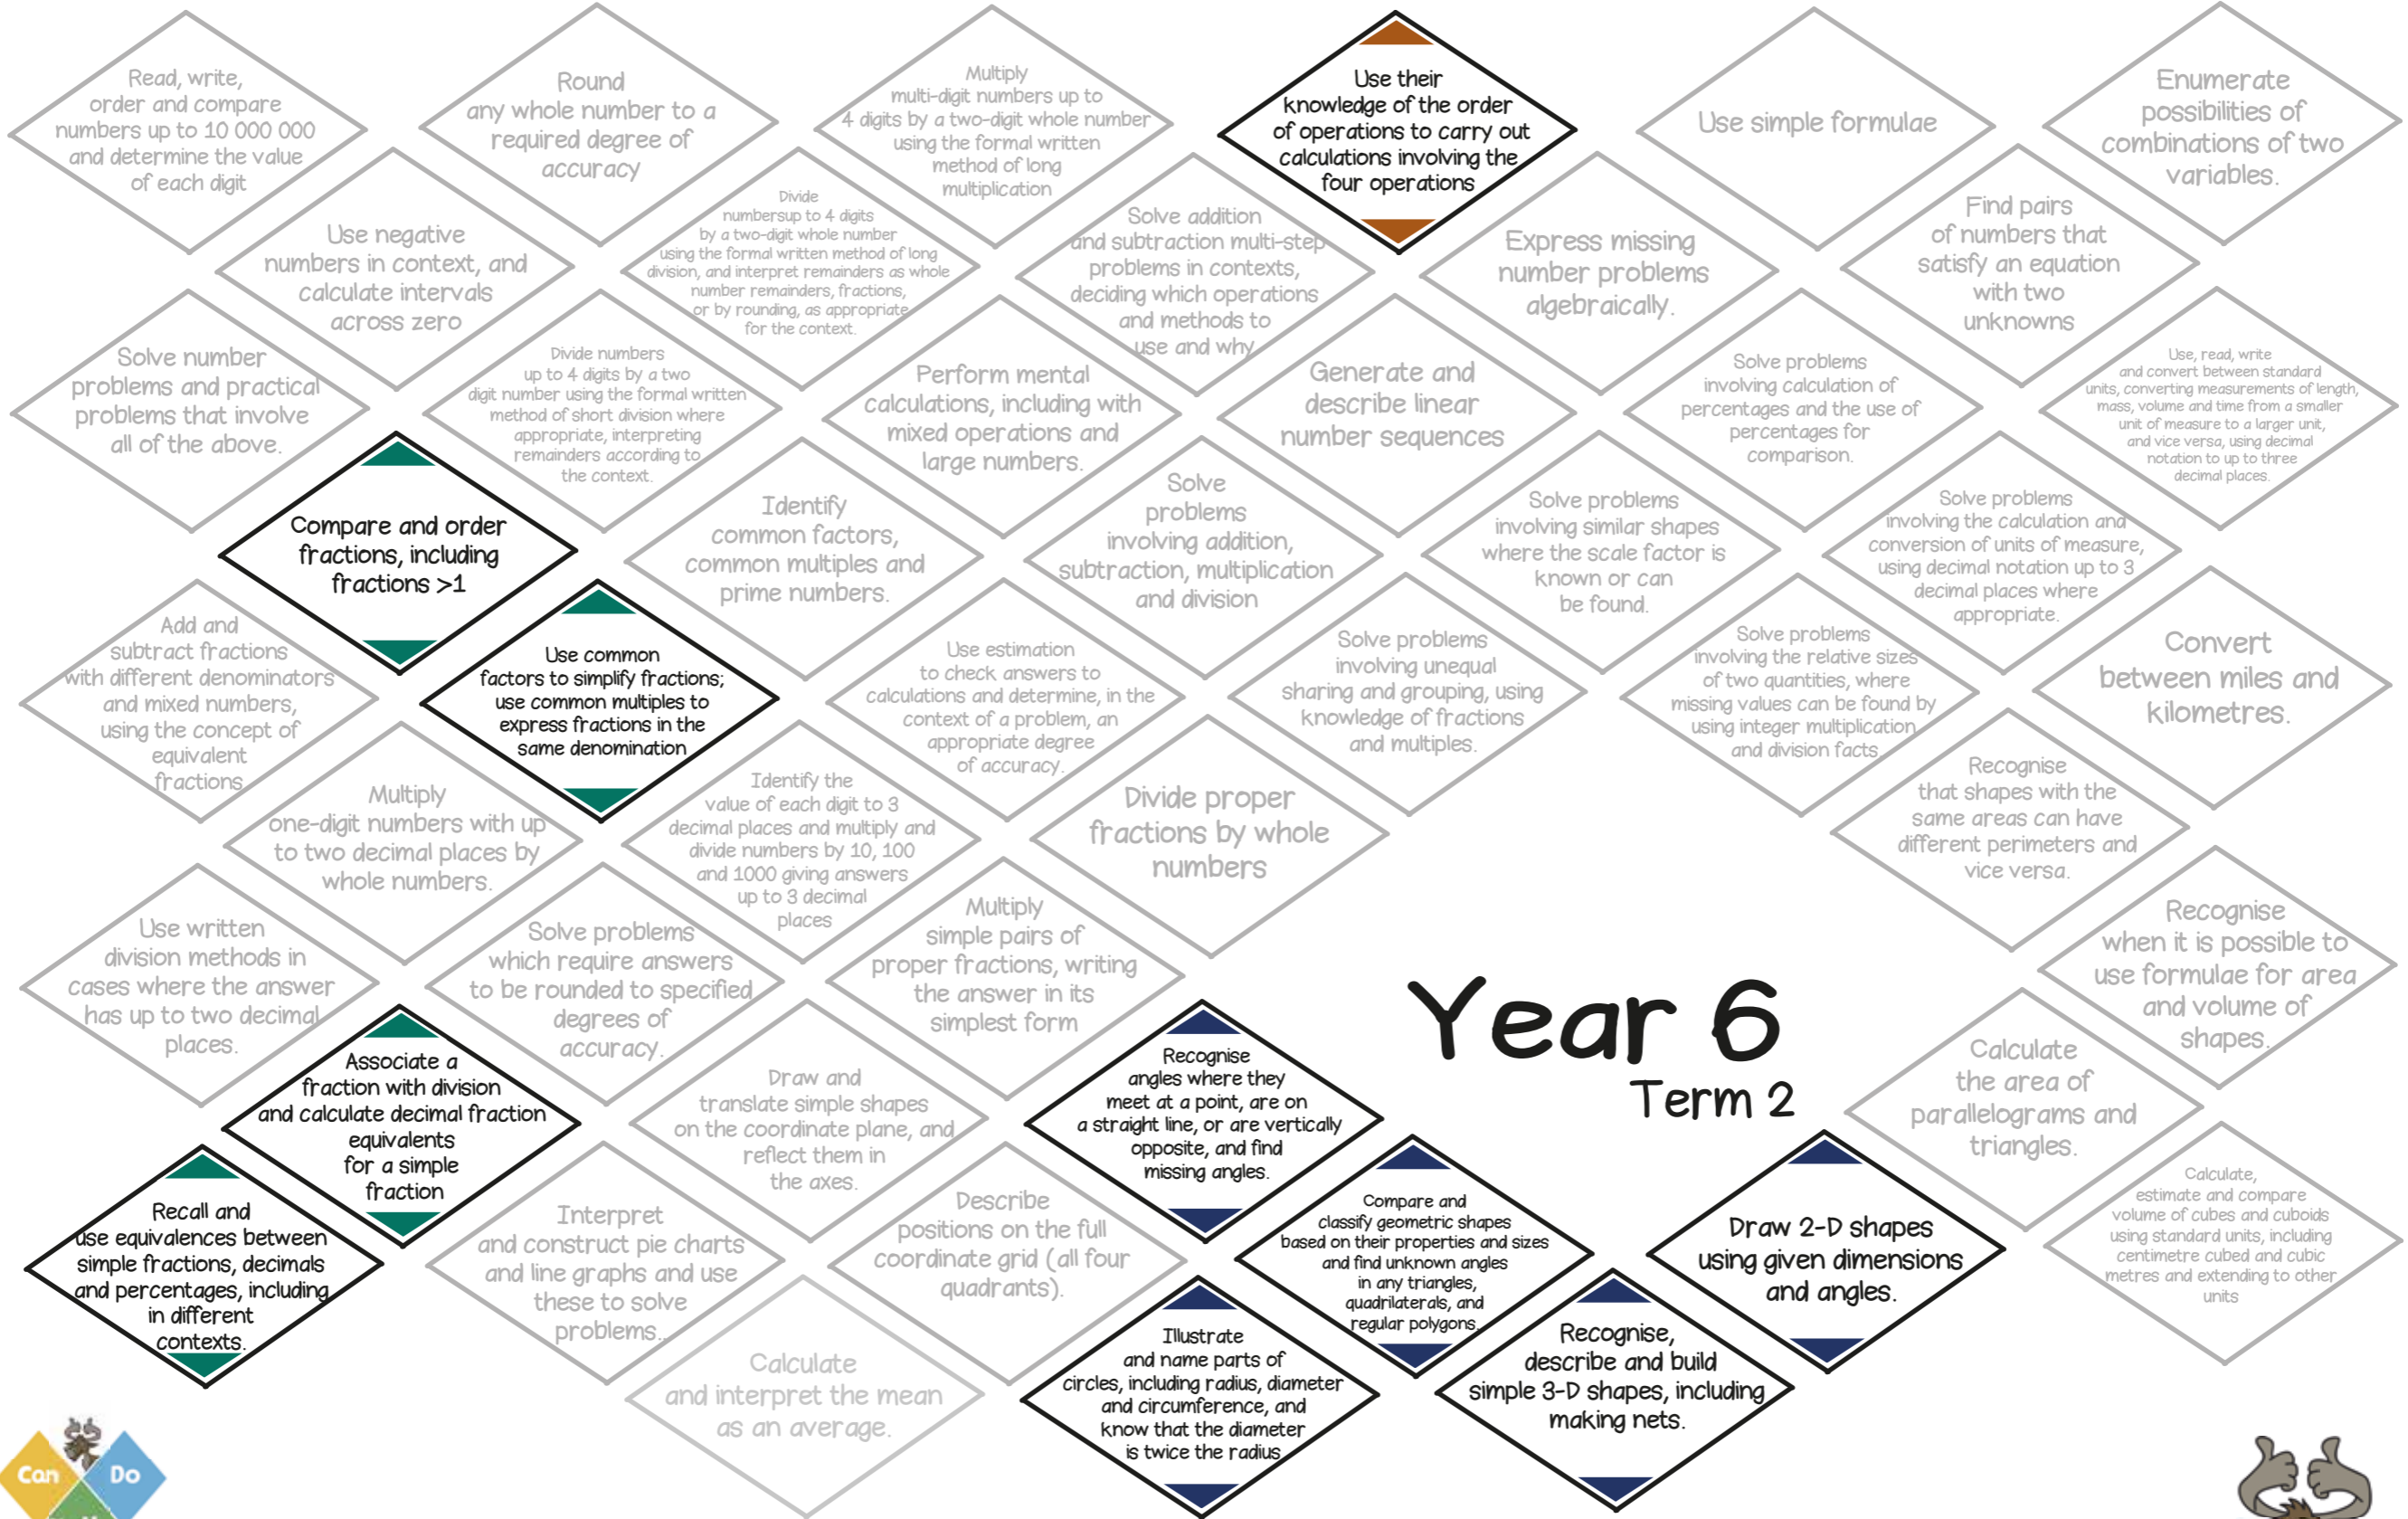 Read, write,
order and compare
numbers up to 10 000 000
and determine the value
of each digit
Round
any whole number to a
required degree of
accuracy
Multiply
multi-digit numbers up to
4 digits by a two-digit whole number
using the formal written
method of long
multiplication
Use their
knowledge of the order
of operations to carry out
calculations involving the
four operations
Use simple formulae
Enumerate
possibilities of
combinations of two
variables.
Use negative
numbers in context, and
calculate intervals
across zero
Divide
numbersup to 4 digits
by a two-digit whole number
using the formal written method of long
division, and interpret remainders as whole
number remainders, fractions,
or by rounding, as appropriate
for the context.
Solve addition
and subtraction multi-step
problems in contexts,
deciding which operations
and methods to
use and why
Express missing
number problems
algebraically.
Find pairs
of numbers that
satisfy an equation
with two
unknowns
Solve number
problems and practical
problems that involve
all of the above.
Divide numbers
up to 4 digits by a two
digit number using the formal written
method of short division where
appropriate, interpreting
remainders according to
the context.
Perform mental
calculations, including with
mixed operations and
large numbers.
Generate and
describe linear
number sequences
Solve problems
involving calculation of
percentages and the use of
percentages for
comparison.
Use, read, write
and convert between standard
units, converting measurements of length,
mass, volume and time from a smaller
unit of measure to a larger unit,
and vice versa, using decimal
notation to up to three
decimal places.
Compare and order
fractions, including
fractions >1
Identify
common factors,
common multiples and
prime numbers.
Solve
problems
involving addition,
subtraction, multiplication
and division
Solve problems
involving similar shapes
where the scale factor is
known or can
be found.
Solve problems
involving the calculation and
conversion of units of measure,
using decimal notation up to 3
decimal places where
appropriate.
Add and
subtract fractions
with different denominators
and mixed numbers,
using the concept of
equivalent
fractions
Use common
factors to simplify fractions;
use common multiples to
express fractions in the
same denomination
Use estimation
to check answers to
calculations and determine, in the
context of a problem, an
appropriate degree
of accuracy.
Solve problems
involving unequal
sharing and grouping, using
knowledge of fractions
and multiples.
Solve problems
involving the relative sizes
of two quantities, where
missing values can be found by
using integer multiplication
and division facts
Convert
between miles and
kilometres.
Multiply
one-digit numbers with up
to two decimal places by
whole numbers.
Identify the
value of each digit to 3
decimal places and multiply and
divide numbers by 10, 100
and 1000 giving answers
up to 3 decimal
places
Divide proper
fractions by whole
numbers
Recognise
that shapes with the
same areas can have
different perimeters and
vice versa.
Use written
division methods in
cases where the answer
has up to two decimal
places.
Solve problems
which require answers
to be rounded to specified
degrees of
accuracy.
Multiply
simple pairs of
proper fractions, writing
the answer in its
simplest form
Recognise
when it is possible to
use formulae for area
and volume of
shapes.
Year 6
Term 2
Associate a
fraction with division
and calculate decimal fraction
equivalents
for a simple
fraction
Draw and
translate simple shapes
on the coordinate plane, and
reflect them in
the axes.
Recognise
angles where they
meet at a point, are on
a straight line, or are vertically
opposite, and find
missing angles.
Calculate
the area of
parallelograms and
triangles.
Recall and
use equivalences between
simple fractions, decimals
and percentages, including
in different
contexts.
Interpret
and construct pie charts
and line graphs and use
these to solve
problems.
Describe
positions on the full
coordinate grid (all four
quadrants).
Compare and
classify geometric shapes
based on their properties and sizes
and find unknown angles
in any triangles,
quadrilaterals, and
regular polygons.
Draw 2-D shapes
using given dimensions
and angles.
Calculate,
estimate and compare
volume of cubes and cuboids
using standard units, including
centimetre cubed and cubic
metres and extending to other
units
Calculate
and interpret the mean
as an average.
Illustrate
and name parts of
circles, including radius, diameter
and circumference, and
know that the diameter
is twice the radius
Recognise,
describe and build
simple 3-D shapes, including
making nets.
Can Do